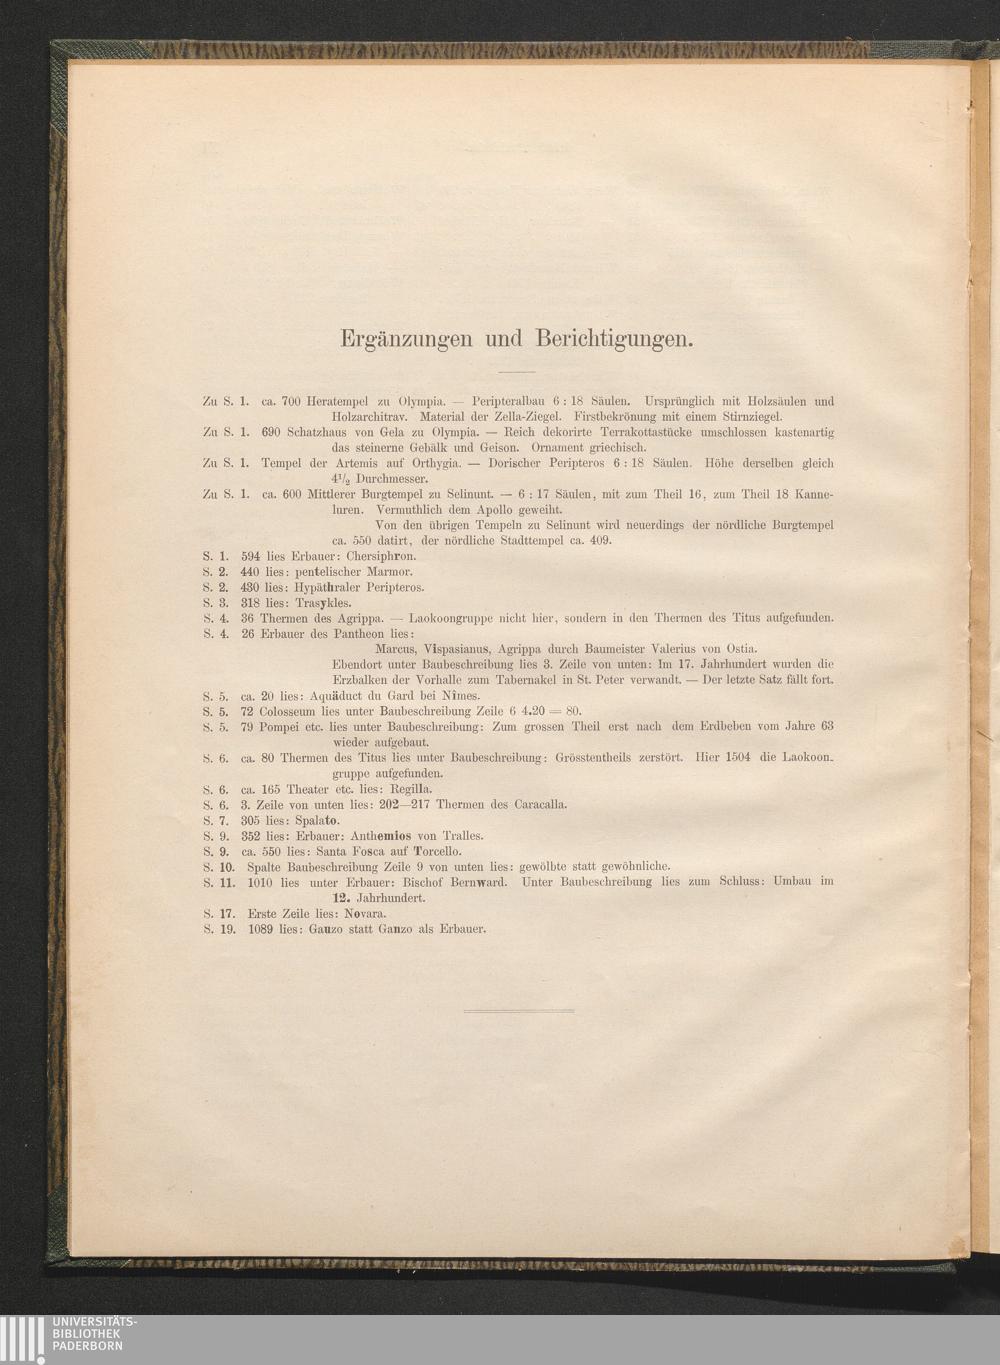 Ergänzungen und Berichtigungen.
Zu S. 1. ca. 700 Heratempel zu Olympia. — Peripteralbau 6 : 18 Säulen. Ursprünglich mit Holzsäulen und
Holzarchitrav. Material der Zella-Ziegel. Firstbekrönung mit einem Stirnziegel.
Zu S. 1. 690 Schatzhaus von Gela zu Olympia. — Reich dekorirte Terrakottastücke umschlossen kastenartig
das steinerne Gebälk und Geison. Ornament griechisch.
Zu S. 1. Tempel der Artemis auf Orthygia. — Dorischer Peripteros 6 : 18 Säulen. Höhe derselben gleich
4½ Durchmesser.
Zu S. 1. ca. 600 Mittlerer Burgtempel zu Selinunt. — 6 : 17 Säulen, mit zum Theil 16, zum Theil 18 Kanne-
luren. Vermuthlich dem Apollo geweiht.
Von den übrigen Tempeln zu Selinunt wird neuerdings der nördliche Burgtempel
ca. 550 datirt, der nördliche Stadttempel ca. 409.
S. 1. 594 lies Erbauer: Chersiphron.
S. 2. 440 lies: pentelischer Marmor.
S. 2. 430 lies: Hypäthraler Peripteros.
S. 3. 318 lies: Trasykles.
S. 4. 36 Thermen des Agrippa. — Laokoongruppe nicht hier, sondern in den Thermen des Titus aufgefunden.
S. 4. 26 Erbauer des Pantheon lies:
Marcus, Vispasianus, Agrippa durch Baumeister Valerius von Ostia.
Ebendort unter Baubeschreibung lies 3. Zeile von unten: Im 17. Jahrhundert wurden die
Erzbalken der Vorhalle zum Tabernakel in St. Peter verwandt. — Der letzte Satz fällt fort.
S. 5. ca. 20 lies: Aquäduct du Gard bei Nîmes.
S. 5. 72 Colosseum lies unter Baubeschreibung Zeile 6 4.20 = 80.
S. 5. 79 Pompei etc. lies unter Baubeschreibung: Zum grossen Theil erst nach dem Erdbeben vom Jahre 63
wieder aufgebaut.
S. 6. ca. 80 Thermen des Titus lies unter Baubeschreibung: Grösstentheils zerstört. Hier 1504 die Laokoon-
gruppe aufgefunden.
S. 6. ca. 165 Theater etc. lies: Regilla.
S. 6. 3. Zeile von unten lies: 202—217 Thermen des Caracalla.
S. 7. 305 lies: Spalato.
S. 9. 352 lies: Erbauer: Anthemios von Tralles.
S. 9. ca. 550 lies: Santa Fosca auf Torcello.
S. 10. Spalte Baubeschreibung Zeile 9 von unten lies: gewölbte statt gewöhnliche.
S. 11. 1010 lies unter Erbauer: Bischof Bernward. Unter Baubeschreibung lies zum Schluss: Umbau im
12. Jahrhundert.
S. 17. Erste Zeile lies: Novara.
S. 19. 1089 lies: Gauzo statt Ganzo als Erbauer.
UNIVERSITÄTS-
BIBLIOTHEK
PADERBORN